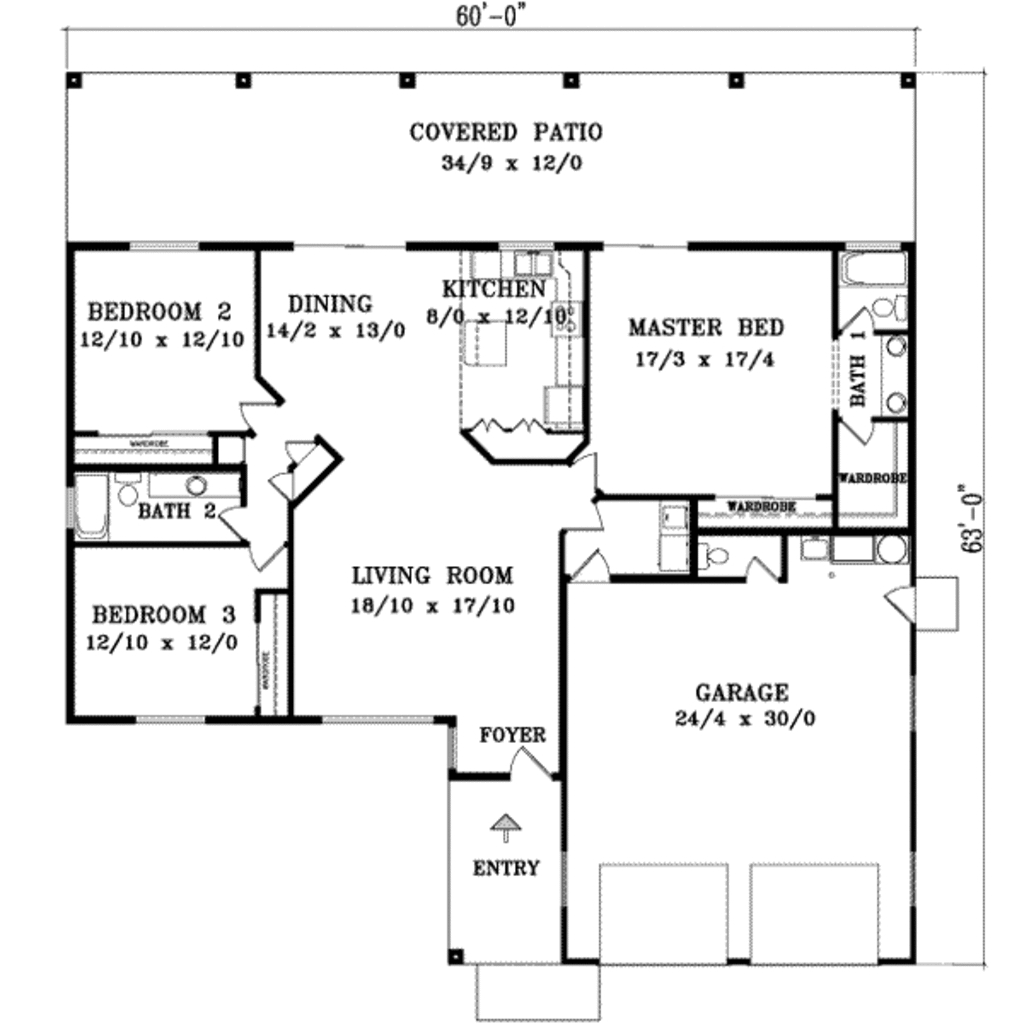 60'-0"
COVERED PATIO
34/9 x 12/0
BEDROOM 2
12/10 x 12/10
DINING
14/2 x 13/0
KITCHEN
8/0 x 12/10
MASTER BED
17/3 x 17/4
BATH 1
WARDROBE
WARDROBE
WARDROBE
BATH 2
63'-0"
LIVING ROOM
18/10 x 17/10
BEDROOM 3
12/10 x 12/0
WARDROBE
GARAGE
24/4 x 30/0
FOYER
ENTRY